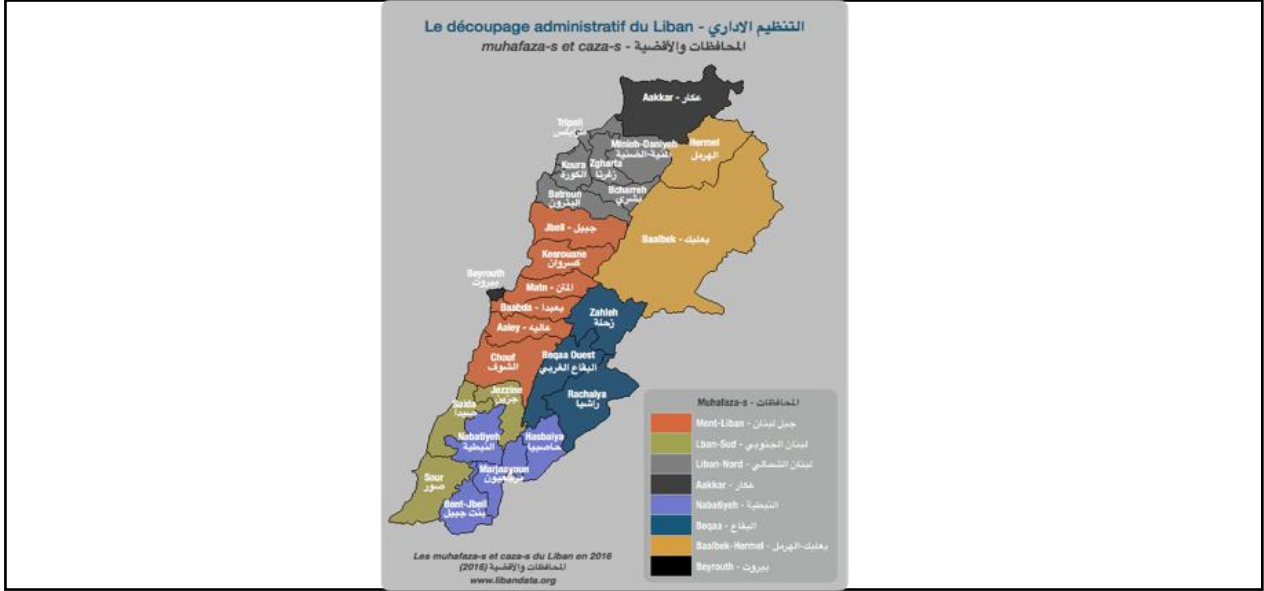 Le découpage administratif du Liban - التنظيم الاداري
muhafaza-s et caza-s - المحافظات والأقضية
Aakkar - عكار
Tripoli
طرابلس
Minieh-Daniyeh
المنية-الضنية
Hermel
الهرمل
Koura
الكورة
Zgharta
زغرتا
Batroun
البترون
Bcharreh
بشري
Jbeil - جبيل
Baalbek - بعلبك
Kesrouane
كسروان
Beyrouth
بيروت
Matn - المتن
Baabda - بعبدا
Zahleh
زحلة
Aaley - عاليه
Chouf
الشوف
Beqaa Ouest
البقاع الغربي
Jezzine
جزين
Rachaiya
راشيا
Saida
صيدا
Nabatiyeh
النبطية
Hasbaiya
حاصبيا
Marjaayoun
مرجعيون
Sour
صور
Bent-Jbeil
بنت جبيل
Muhafaza-s - المحافظات
Mont-Liban - جبل لبنان
Lban-Sud - لبنان الجنوبي
Liban-Nord - لبنان الشمالي
Aakkar - عكار
Nabatiyeh - النبطية
Beqaa - البقاع
Baalbek-Hermel - بعلبك-الهرمل
Beyrouth - بيروت
Les muhafaza-s et caza-s du Liban en 2016
المحافظات والأقضية (2016)
www.libandata.org